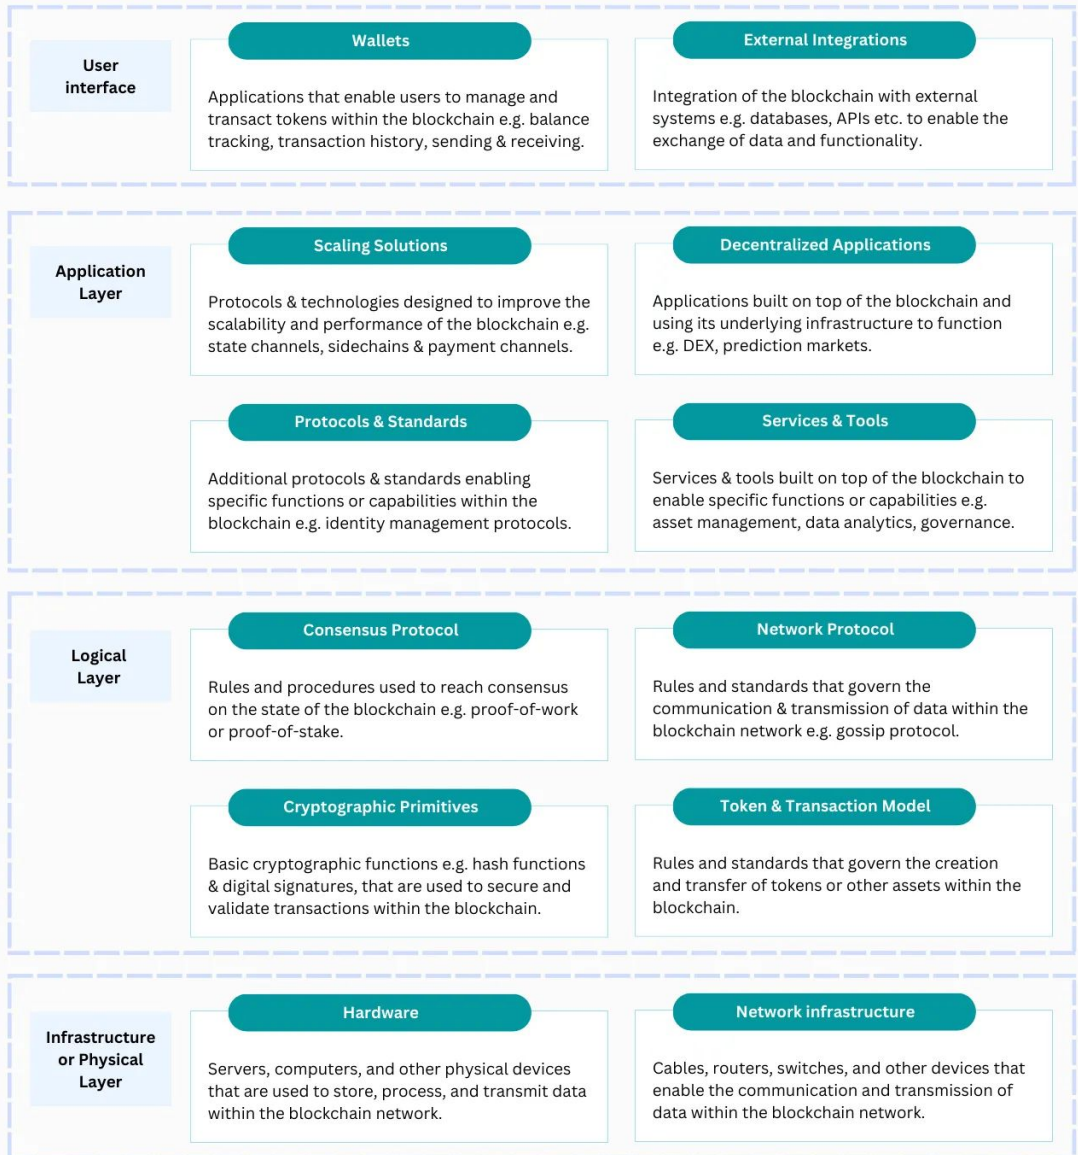 User
interface
Wallets
Applications that enable users to manage and
transact tokens within the blockchain e.g. balance
tracking, transaction history, sending & receiving.
External Integrations
Integration of the blockchain with external
systems e.g. databases, APIs etc. to enable the
exchange of data and functionality.
Application
Layer
Scaling Solutions
Protocols & technologies designed to improve the
scalability and performance of the blockchain e.g.
state channels, sidechains & payment channels.
Decentralized Applications
Applications built on top of the blockchain and
using its underlying infrastructure to function
e.g. DEX, prediction markets.
Protocols & Standards
Additional protocols & standards enabling
specific functions or capabilities within the
blockchain e.g. identity management protocols.
Services & Tools
Services & tools built on top of the blockchain to
enable specific functions or capabilities e.g.
asset management, data analytics, governance.
Logical
Layer
Consensus Protocol
Rules and procedures used to reach consensus
on the state of the blockchain e.g. proof-of-work
or proof-of-stake.
Network Protocol
Rules and standards that govern the
communication & transmission of data within the
blockchain network e.g. gossip protocol.
Cryptographic Primitives
Basic cryptographic functions e.g. hash functions
& digital signatures, that are used to secure and
validate transactions within the blockchain.
Token & Transaction Model
Rules and standards that govern the creation
and transfer of tokens or other assets within the
blockchain.
Infrastructure
or Physical
Layer
Hardware
Servers, computers, and other physical devices
that are used to store, process, and transmit data
within the blockchain network.
Network infrastructure
Cables, routers, switches, and other devices that
enable the communication and transmission of
data within the blockchain network.